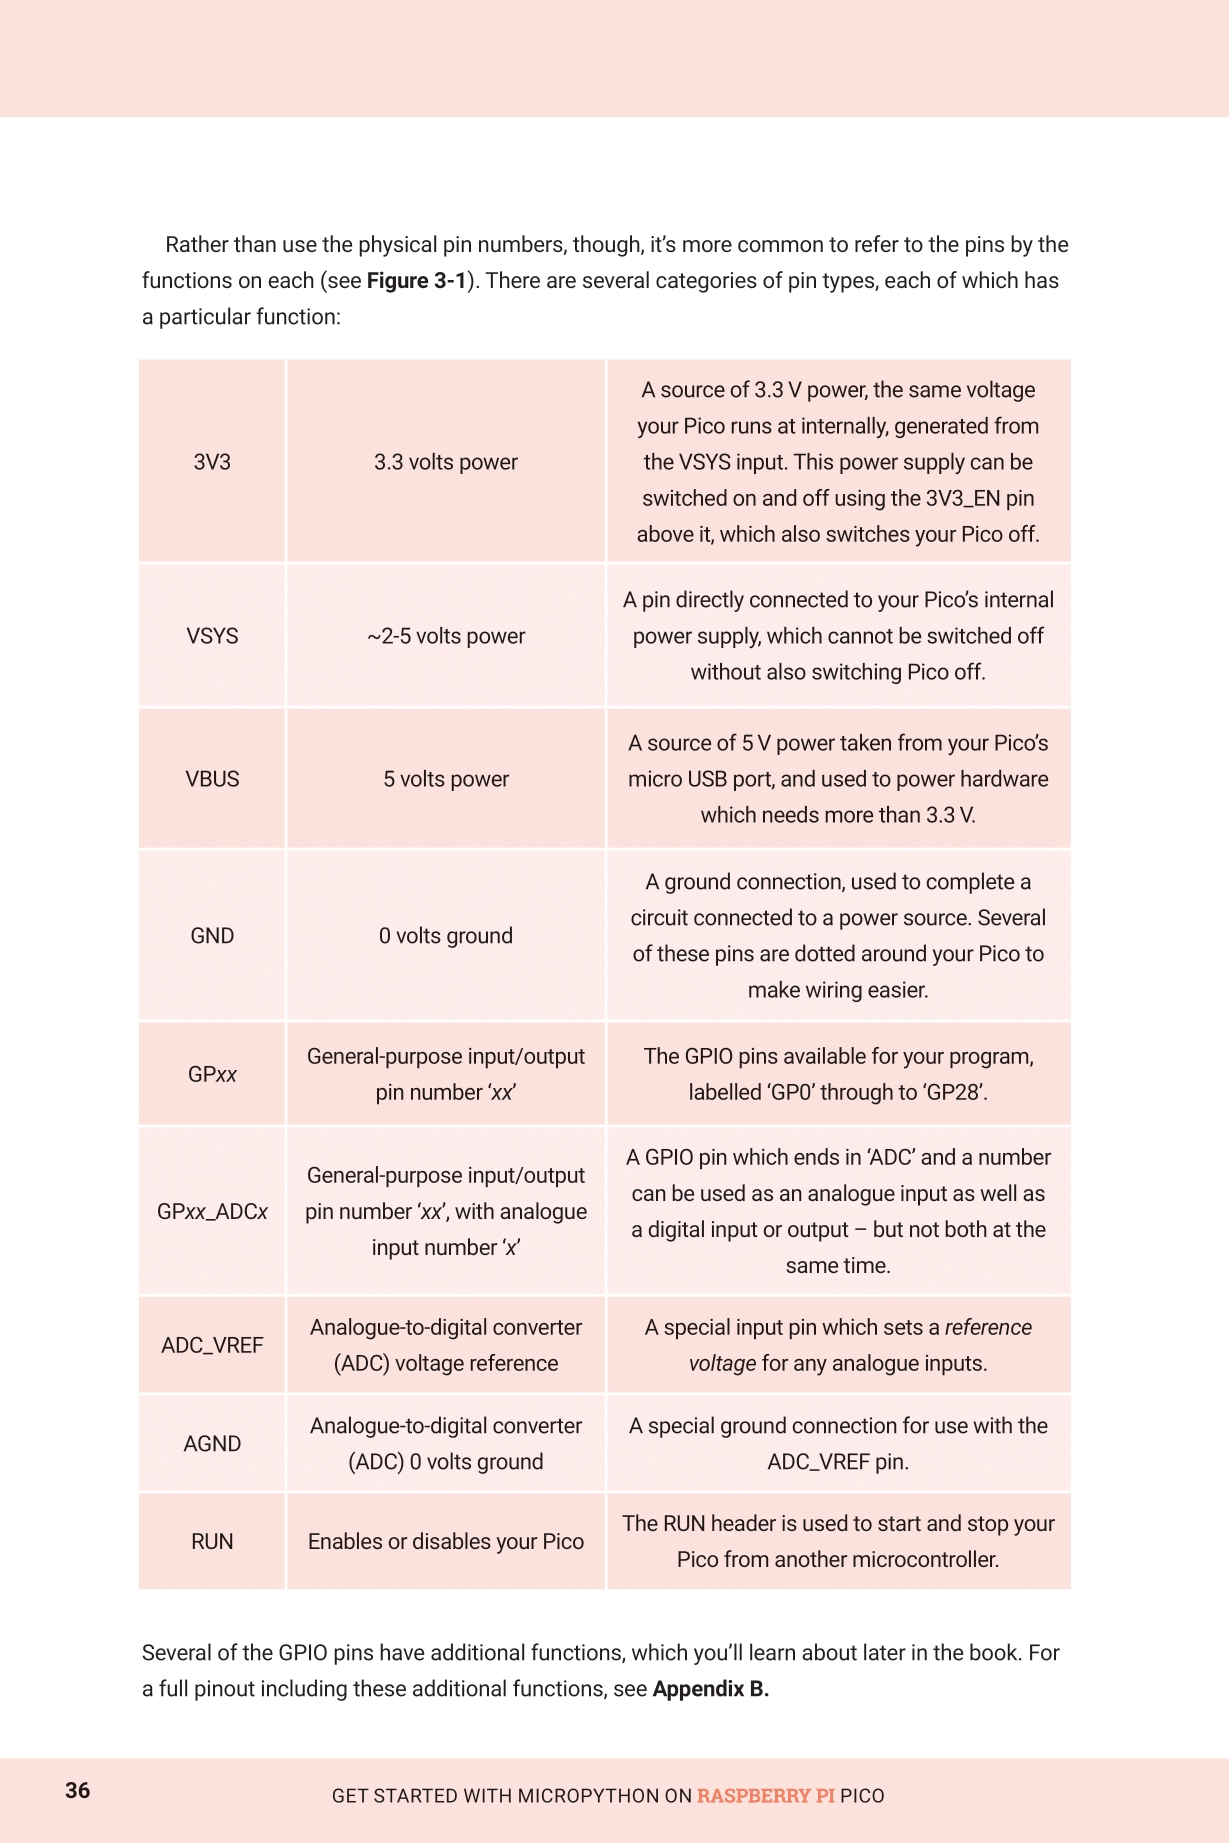 Rather than use the physical pin numbers, though, it’s more common to refer to the pins by the
functions on each (see Figure 3-1). There are several categories of pin types, each of which has
a particular function:
3V3
3.3 volts power
A source of 3.3 V power, the same voltage
your Pico runs at internally, generated from
the VSYS input. This power supply can be
switched on and off using the 3V3_EN pin
above it, which also switches your Pico off.
VSYS
~2-5 volts power
A pin directly connected to your Pico’s internal
power supply, which cannot be switched off
without also switching Pico off.
VBUS
5 volts power
A source of 5 V power taken from your Pico’s
micro USB port, and used to power hardware
which needs more than 3.3 V.
GND
0 volts ground
A ground connection, used to complete a
circuit connected to a power source. Several
of these pins are dotted around your Pico to
make wiring easier.
GPxx
General-purpose input/output
pin number ‘xx’
The GPIO pins available for your program,
labelled ‘GP0’ through to ‘GP28’.
GPxx_ADCx
General-purpose input/output
pin number ‘xx’, with analogue
input number ‘x’
A GPIO pin which ends in ‘ADC’ and a number
can be used as an analogue input as well as
a digital input or output – but not both at the
same time.
ADC_VREF
Analogue-to-digital converter
(ADC) voltage reference
A special input pin which sets a reference
voltage for any analogue inputs.
AGND
Analogue-to-digital converter
(ADC) 0 volts ground
A special ground connection for use with the
ADC_VREF pin.
RUN
Enables or disables your Pico
The RUN header is used to start and stop your
Pico from another microcontroller.
Several of the GPIO pins have additional functions, which you’ll learn about later in the book. For
a full pinout including these additional functions, see Appendix B.
36
GET STARTED WITH MICROPYTHON ON RASPBERRY PI PICO